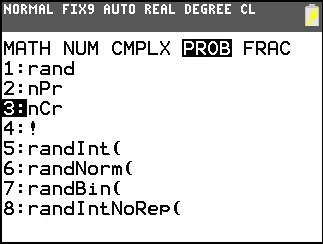 NORMAL FIX9 AUTO REAL DEGREE CL
MATH NUM CMPLX PROB FRAC
1:rand
2:nPr
3:nCr
4:!
5:randInt(
6:randNorm(
7:randBin(
8:randIntNoRep(